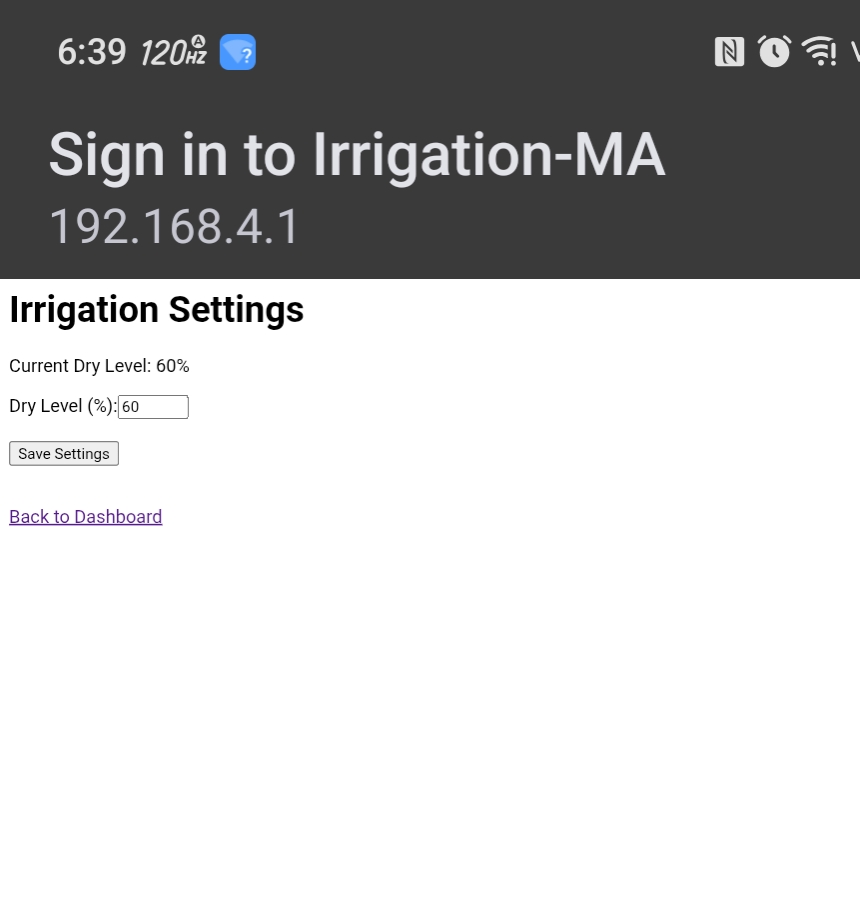 6:39 120HZ A ?
Sign in to Irrigation-MA
192.168.4.1
Irrigation Settings
Current Dry Level: 60%
Dry Level (%): 60
Save Settings
Back to Dashboard